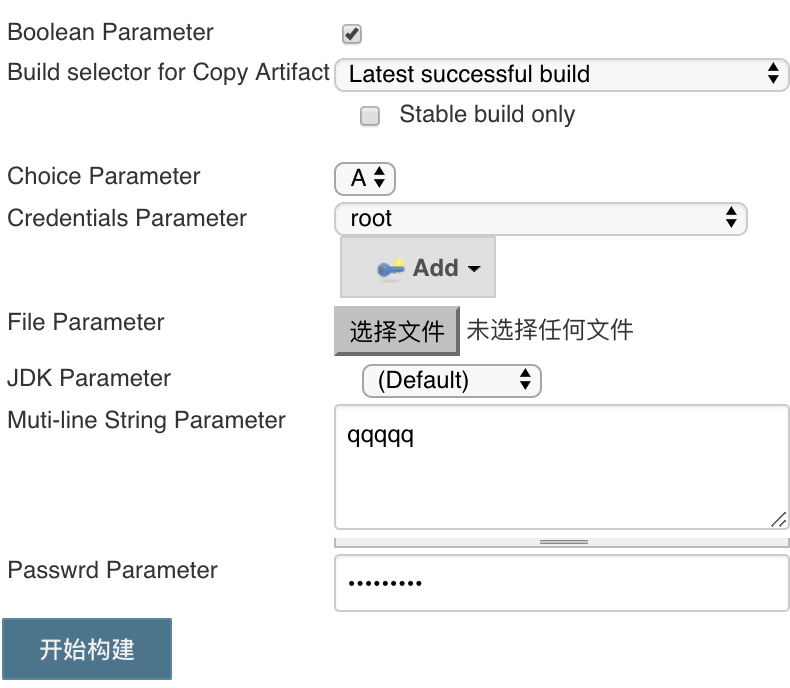 Boolean Parameter
Build selector for Copy Artifact Latest successful build
Stable build only
Choice Parameter A
Credentials Parameter root
Add
File Parameter 选择文件 未选择任何文件
JDK Parameter (Default)
Muti-line String Parameter qqqqq
Passwrd Parameter •••••••••
开始构建